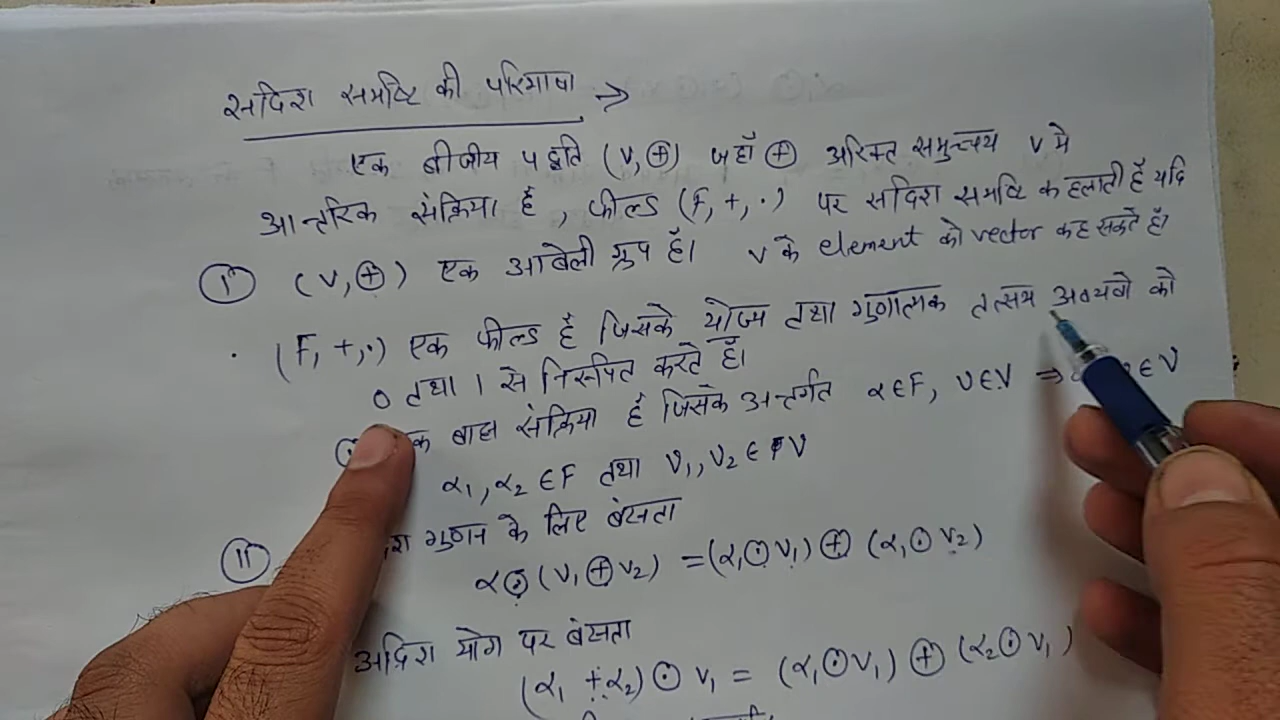 सदिश समष्टि की परिभाषा →
एक बीजीय पद्धति (V, ⊕) जहाँ ⊕ अरिक्त समुच्चय V मे
आन्तरिक संक्रिया है , फील्ड (F, +, ·) पर सदिश समष्टि कहलाती है यदि
I (V, ⊕) एक आबेली ग्रुप है। V के element को vector कह सकते है।
· (F, +, ·) एक फील्ड है जिसके योज्य तथा गुणात्मक तत्समय अवयवो को
0 तथा 1 से निरूपित करते है।
बाह्य संक्रिया है जिसके अन्तर्गत α ∈ F, v ∈ V ⇒ ∈ V
α₁, α₂ ∈ F तथा v₁, v₂ ∈ V
II गुणन के लिए बंटता
α ⊙ (v₁ ⊕ v₂) = (α₁ ⊙ v₁) ⊕ (α₁ ⊙ v₂)
अदिश योग पर बंटता
(α₁ + α₂) ⊙ v₁ = (α₁ ⊙ v₁) ⊕ (α₂ ⊙ v₁)